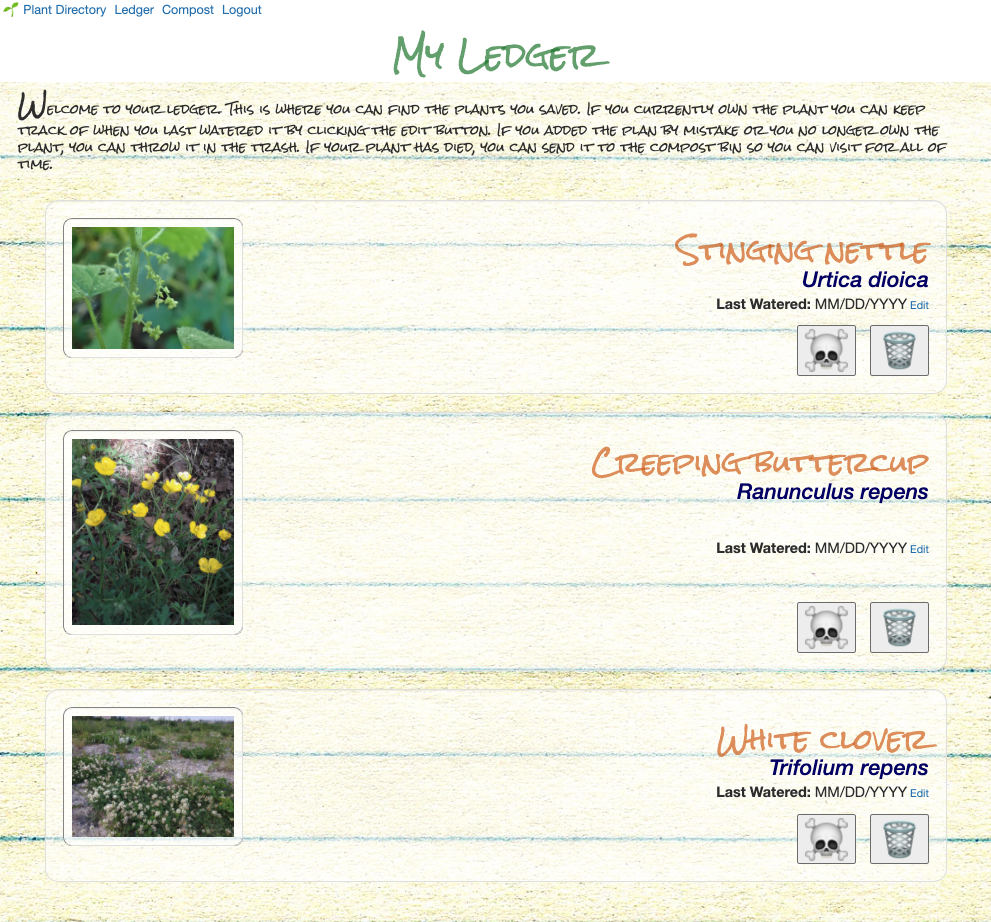 Plant Directory Ledger Compost Logout
My Ledger
Welcome to your ledger. This is where you can find the plants you saved. If you currently own the plant you can keep
track of when you last watered it by clicking the edit button. If you added the plan by mistake or you no longer own the
plant, you can throw it in the trash. If your plant has died, you can send it to the compost bin so you can visit for all of
time.
Stinging nettle
Urtica dioica
Last Watered: MM/DD/YYYY Edit
Creeping buttercup
Ranunculus repens
Last Watered: MM/DD/YYYY Edit
White clover
Trifolium repens
Last Watered: MM/DD/YYYY Edit